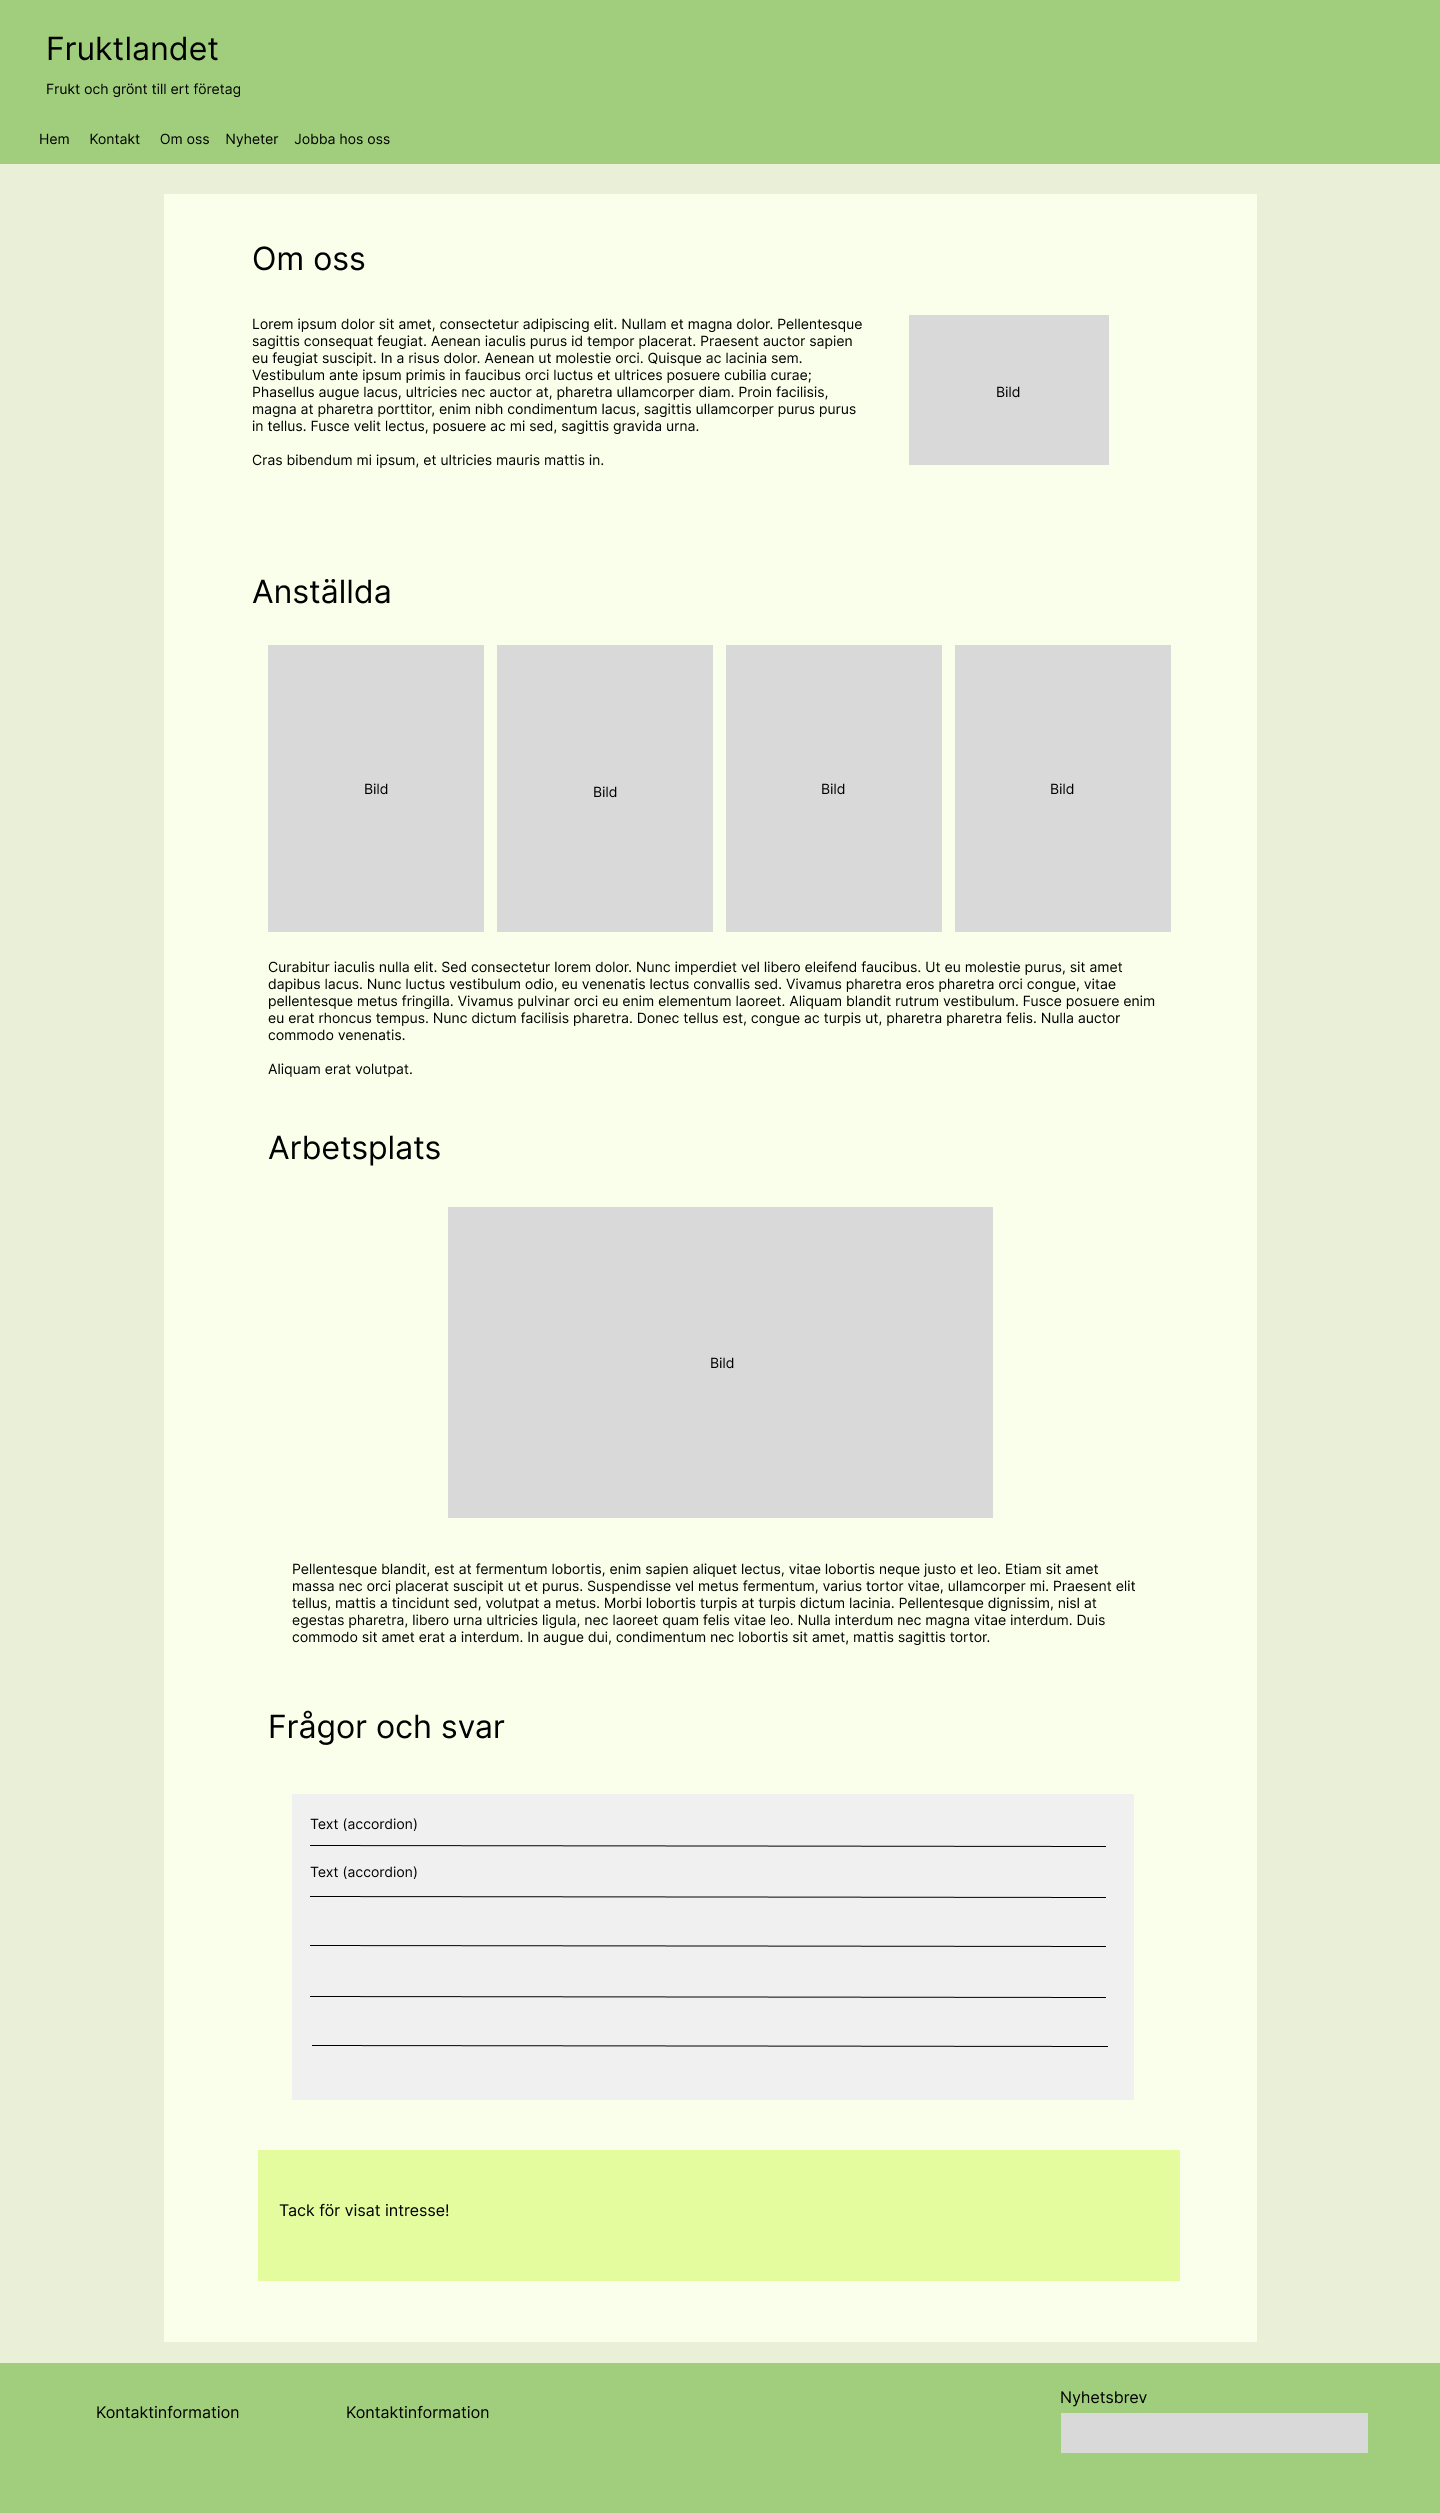 Fruktlandet
Frukt och grönt till ert företag
Hem Kontakt Om oss Nyheter Jobba hos oss
Om oss
Lorem ipsum dolor sit amet, consectetur adipiscing elit. Nullam et magna dolor. Pellentesque
sagittis consequat feugiat. Aenean iaculis purus id tempor placerat. Praesent auctor sapien
eu feugiat suscipit. In a risus dolor. Aenean ut molestie orci. Quisque ac lacinia sem.
Vestibulum ante ipsum primis in faucibus orci luctus et ultrices posuere cubilia curae;
Phasellus augue lacus, ultricies nec auctor at, pharetra ullamcorper diam. Proin facilisis,
magna at pharetra porttitor, enim nibh condimentum lacus, sagittis ullamcorper purus purus
in tellus. Fusce velit lectus, posuere ac mi sed, sagittis gravida urna.
Cras bibendum mi ipsum, et ultricies mauris mattis in.
Bild
Anställda
Bild
Bild
Bild
Bild
Curabitur iaculis nulla elit. Sed consectetur lorem dolor. Nunc imperdiet vel libero eleifend faucibus. Ut eu molestie purus, sit amet
dapibus lacus. Nunc luctus vestibulum odio, eu venenatis lectus convallis sed. Vivamus pharetra eros pharetra orci congue, vitae
pellentesque metus fringilla. Vivamus pulvinar orci eu enim elementum laoreet. Aliquam blandit rutrum vestibulum. Fusce posuere enim
eu erat rhoncus tempus. Nunc dictum facilisis pharetra. Donec tellus est, congue ac turpis ut, pharetra pharetra felis. Nulla auctor
commodo venenatis.
Aliquam erat volutpat.
Arbetsplats
Bild
Pellentesque blandit, est at fermentum lobortis, enim sapien aliquet lectus, vitae lobortis neque justo et leo. Etiam sit amet
massa nec orci placerat suscipit ut et purus. Suspendisse vel metus fermentum, varius tortor vitae, ullamcorper mi. Praesent elit
tellus, mattis a tincidunt sed, volutpat a metus. Morbi lobortis turpis at turpis dictum lacinia. Pellentesque dignissim, nisl at
egestas pharetra, libero urna ultricies ligula, nec laoreet quam felis vitae leo. Nulla interdum nec magna vitae interdum. Duis
commodo sit amet erat a interdum. In augue dui, condimentum nec lobortis sit amet, mattis sagittis tortor.
Frågor och svar
Text (accordion)
Text (accordion)
Tack för visat intresse!
Kontaktinformation
Kontaktinformation
Nyhetsbrev